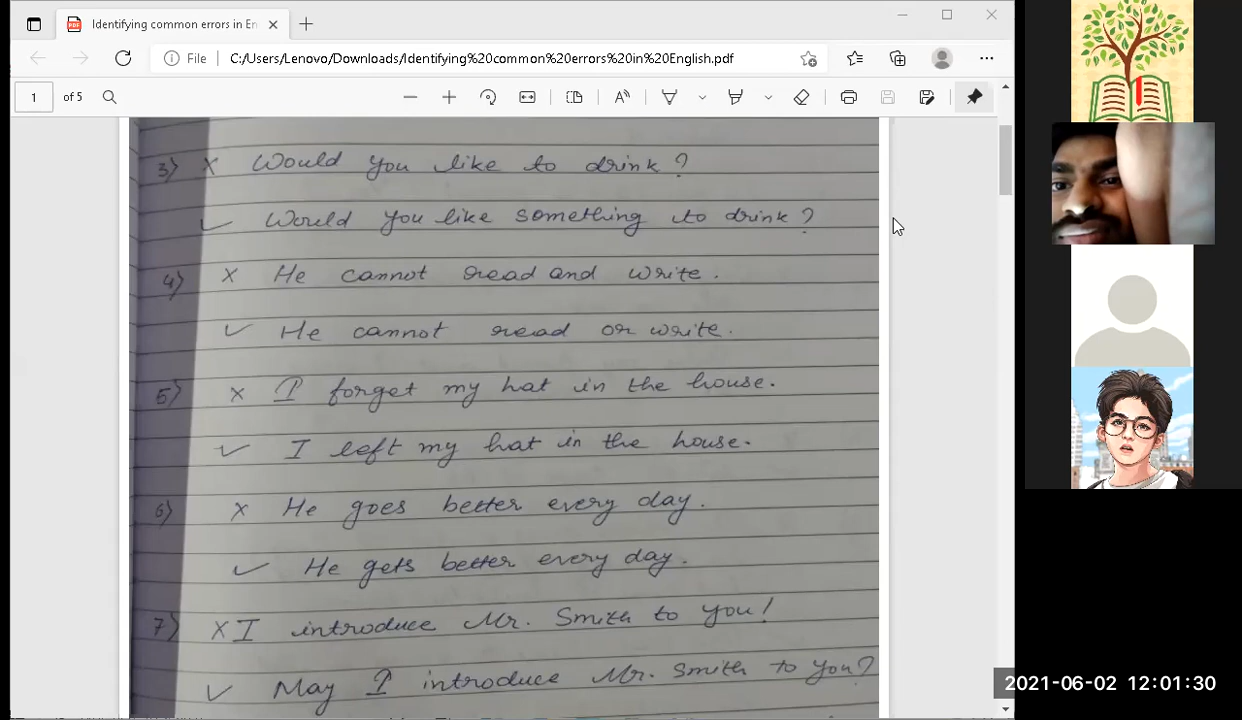 Identifying common errors in En
File
C:/Users/Lenovo/Downloads/Identifying%20common%20errors%20in%20English.pdf
1 of 5
3) X Would you like to drink?
✓ Would you like something to drink?
4) X He cannot read and write.
✓ He cannot read or write.
5) X I forget my hat in the house.
✓ I left my hat in the house.
6) X He goes better every day.
✓ He gets better every day.
7) X I introduce Mr. Smith to you!
✓ May I introduce Mr. Smith to you?
2021-06-02 12:01:30